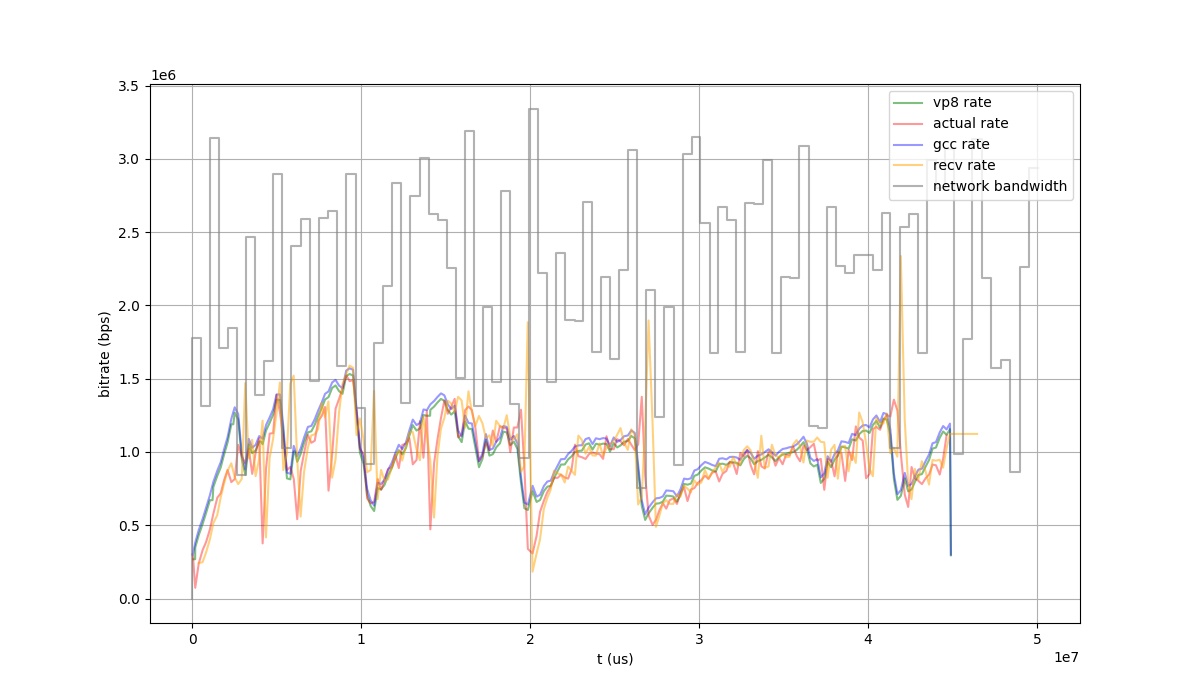 1e6
3.5
3.0
2.5
2.0
1.5
1.0
0.5
0.0
bitrate (bps)
vp8 rate
actual rate
gcc rate
recv rate
network bandwidth
0
1
2
3
4
5
t (us)
1e7